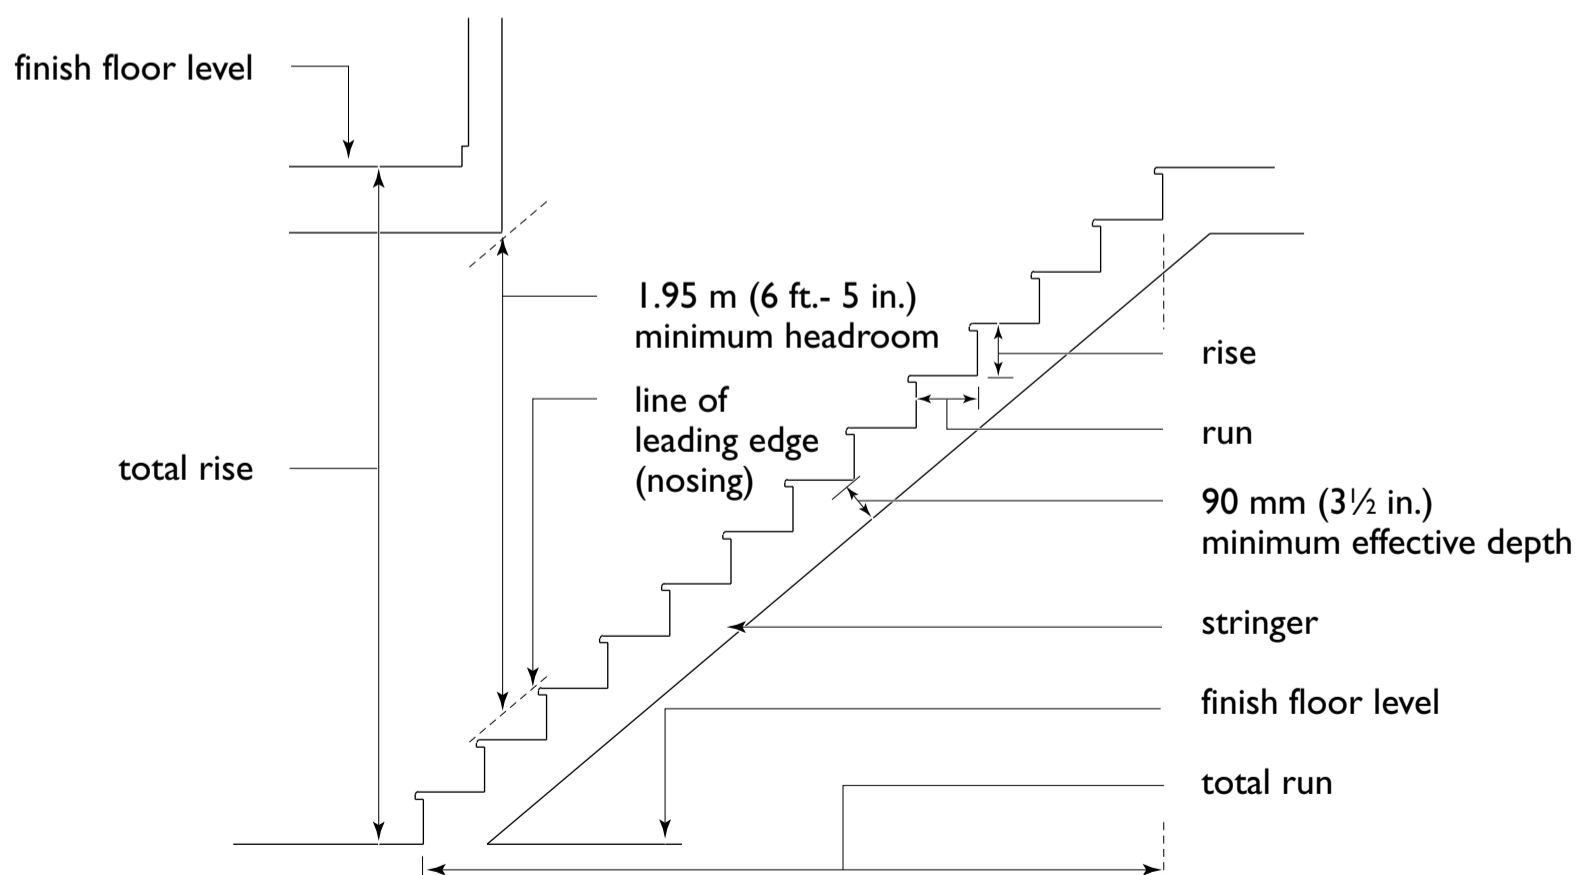 finish floor level
1.95 m (6 ft.- 5 in.)
minimum headroom
rise
line of
leading edge
(nosing)
run
total rise
90 mm (3½ in.)
minimum effective depth
stringer
finish floor level
total run